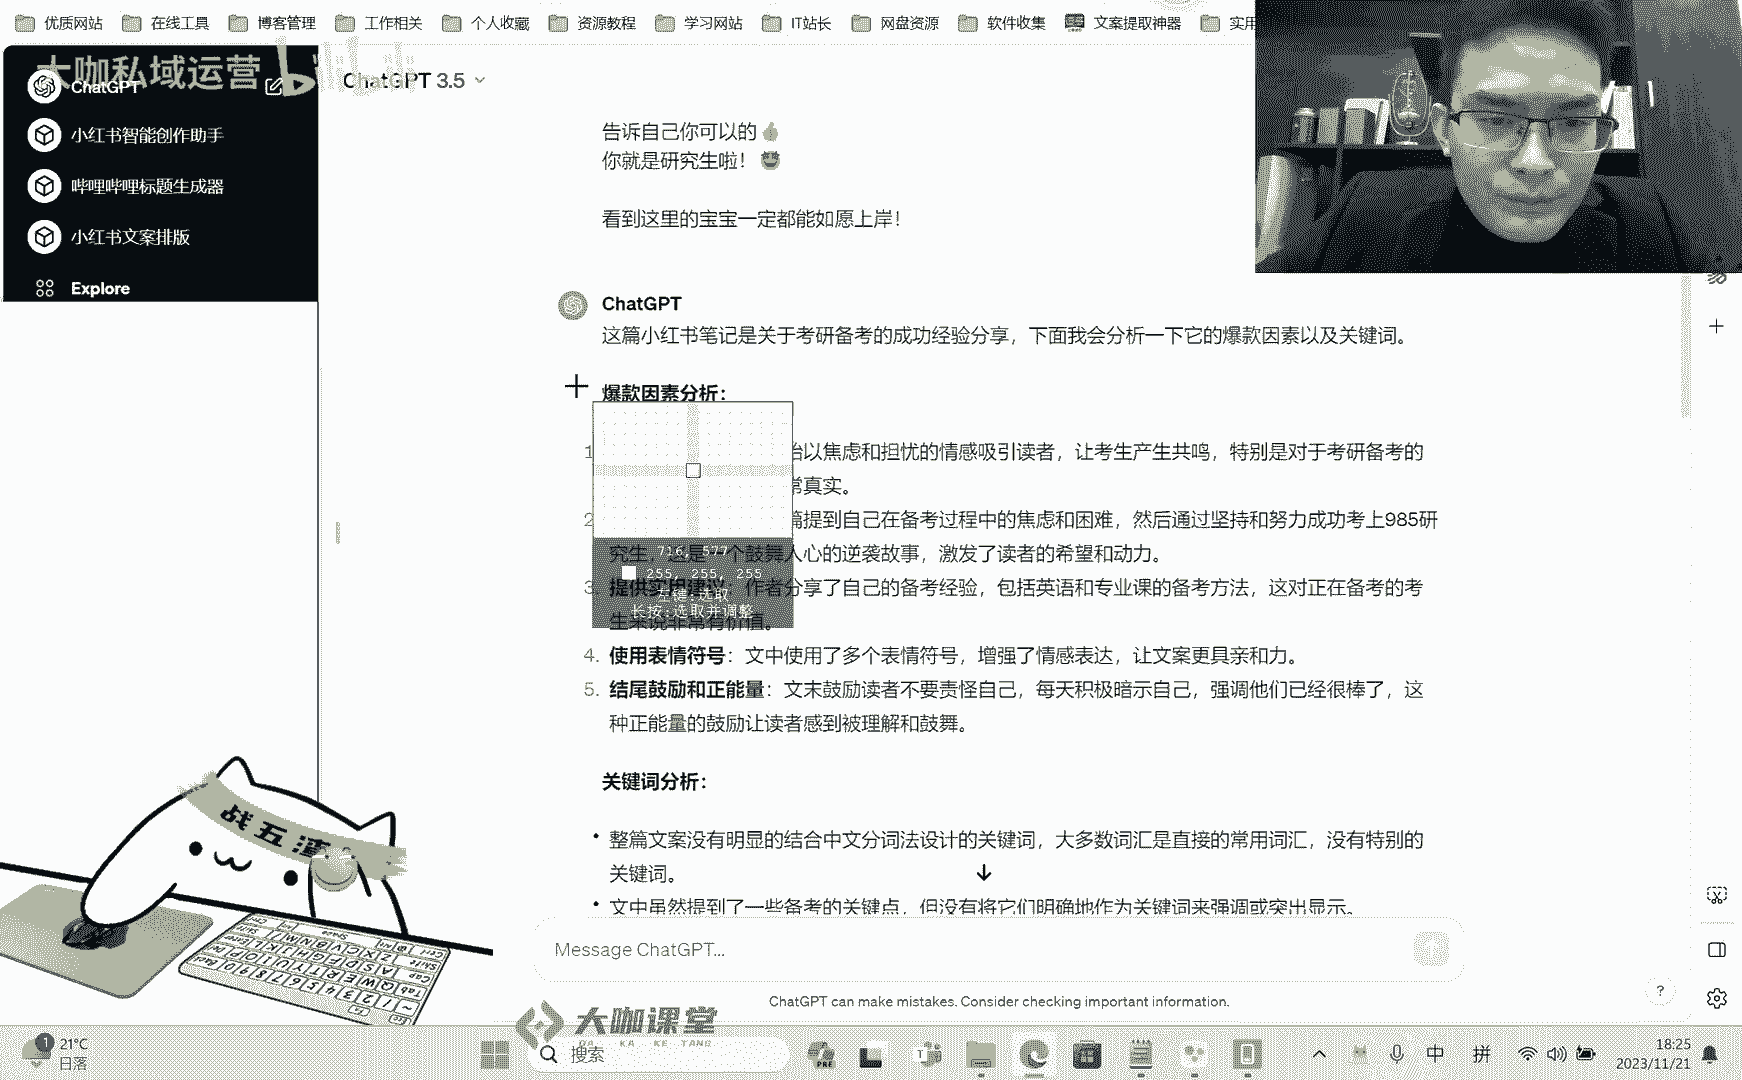 优质网站
在线工具
博客管理
工作相关
个人收藏
资源教程
学习网站
IT站长
网盘资源
软件收集
文案提取神器
实用
大咖私域运营
bilibili
ChatGPT
小红书智能创作助手
哔哩哔哩标题生成器
小红书文案排版
Explore
ChatGPT 3.5
告诉自己你可以的👍
你就是研究生啦！🤩
看到这里的宝宝一定都能如愿上岸！
ChatGPT
这篇小红书笔记是关于考研备考的成功经验分享，下面我会分析一下它的爆款因素以及关键词。
爆款因素分析：
以焦虑和担忧的情感吸引读者，让考生产生共鸣，特别是对于考研备考的
常真实。
2 篇提到自己在备考过程中的焦虑和困难，然后通过坚持和努力成功考上985研
究生，这是一个鼓舞人心的逆袭故事，激发了读者的希望和动力。
3. 提供实用建议：作者分享了自己的备考经验，包括英语和专业课的备考方法，这对正在备考的考
生来说非常有价值。
716, 577
255, 255, 255
左键:选取
长按:选取并调整
4. 使用表情符号：文中使用了多个表情符号，增强了情感表达，让文案更具亲和力。
5. 结尾鼓励和正能量：文末鼓励读者不要责怪自己，每天积极暗示自己，强调他们已经很棒了，这
种正能量的鼓励让读者感到被理解和鼓舞。
关键词分析：
• 整篇文案没有明显的结合中文分词法设计的关键词，大多数词汇是直接的常用词汇，没有特别的
关键词。
• 文中虽然提到了一些备考的关键点，但没有将它们明确地作为关键词来强调或突出显示。
Message ChatGPT...
ChatGPT can make mistakes. Consider checking important information.
?
战五渣
大咖课堂
DA KA KE TANG
1
21°C
日落
搜索
PRE
中
拼
18:25
2023/11/21